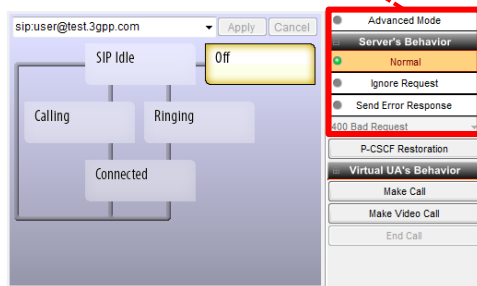 sip:user@test.3gpp.com
Apply
Cancel
SIP Idle
Off
Calling
Ringing
Connected
Advanced Mode
Server's Behavior
Normal
Ignore Request
Send Error Response
400 Bad Request
P-CSCF Restoration
Virtual UA's Behavior
Make Call
Make Video Call
End Call